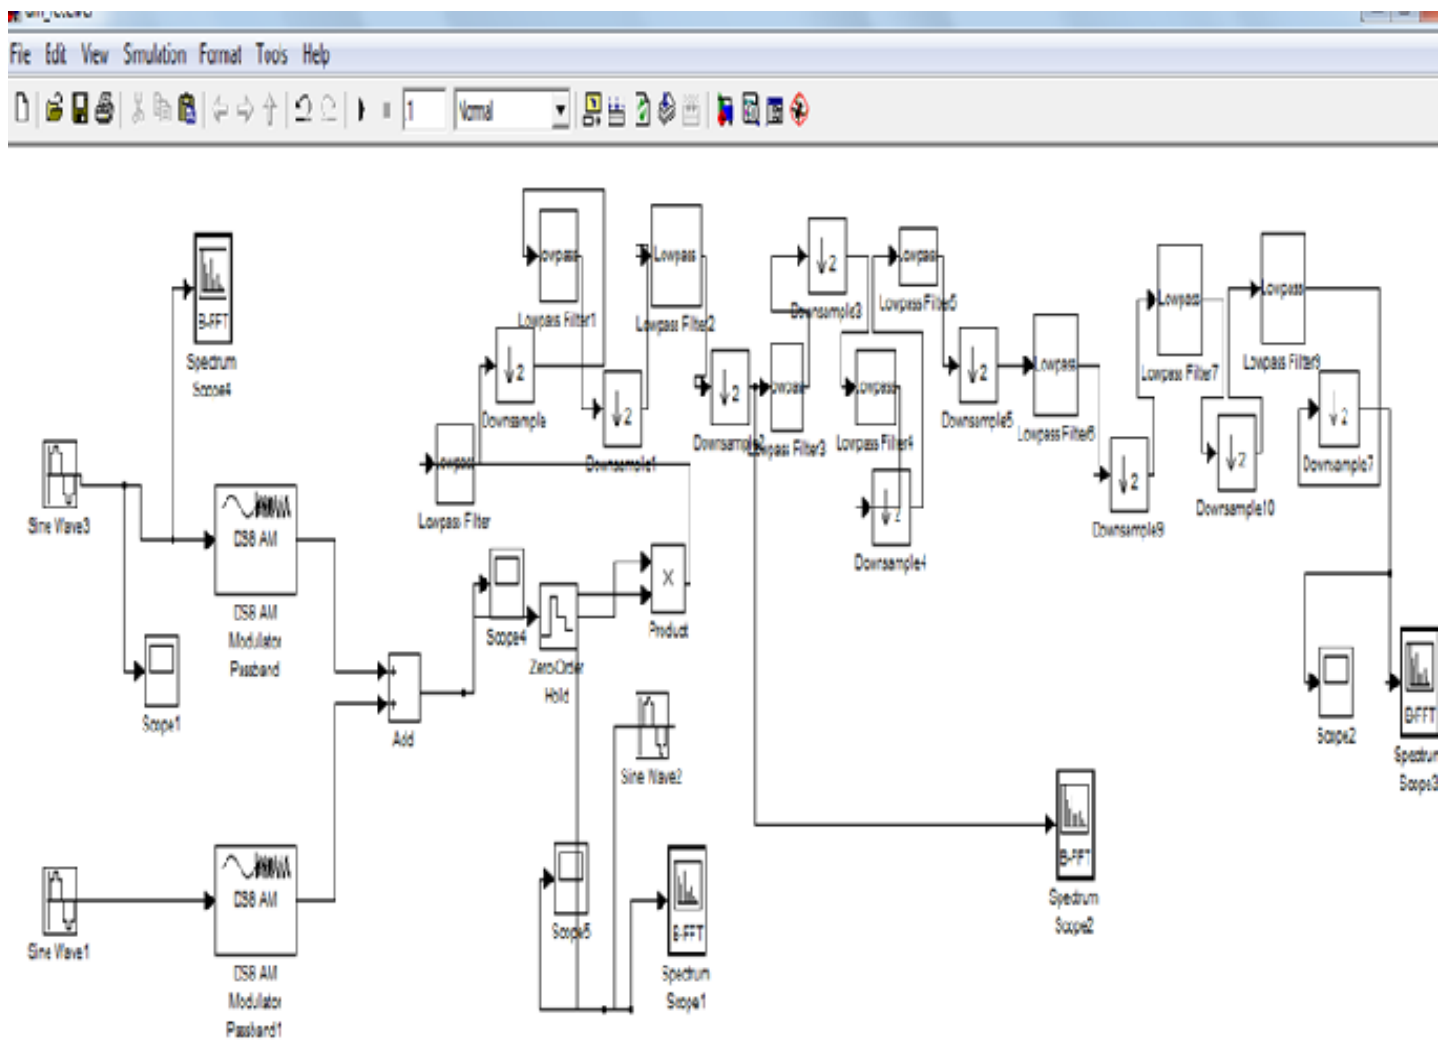 File Edit View Simulation Format Tools Help
.1
Normal
B-FFT
Spectrum
Scope4
Lowpass
Lowpass Filter1
Lowpass
Lowpass Filter2
2
Downsample
2
Downsample1
Lowpass
Lowpass Filter
2
Downsample2
2
Downsample3
Lowpass
Lowpass Filter3
Lowpass
Lowpass Filter4
2
Downsample4
Lowpass
Lowpass Filter5
2
Downsample5
Lowpass
Lowpass Filter6
2
Downsample9
Lowpass
Lowpass Filter7
2
Downsample10
Lowpass
Lowpass Filter9
2
Downsample7
Sine Wave3
DSB AM
DSB AM
Modulator
Passband
Scope1
Add
Scope4
Zero-Order
Hold
Product
Sine Wave2
Scope2
B-FFT
Spectrum
Scope3
Sine Wave1
DSB AM
DSB AM
Modulator
Passband1
Scope5
B-FFT
Spectrum
Scope1
B-FFT
Spectrum
Scope2